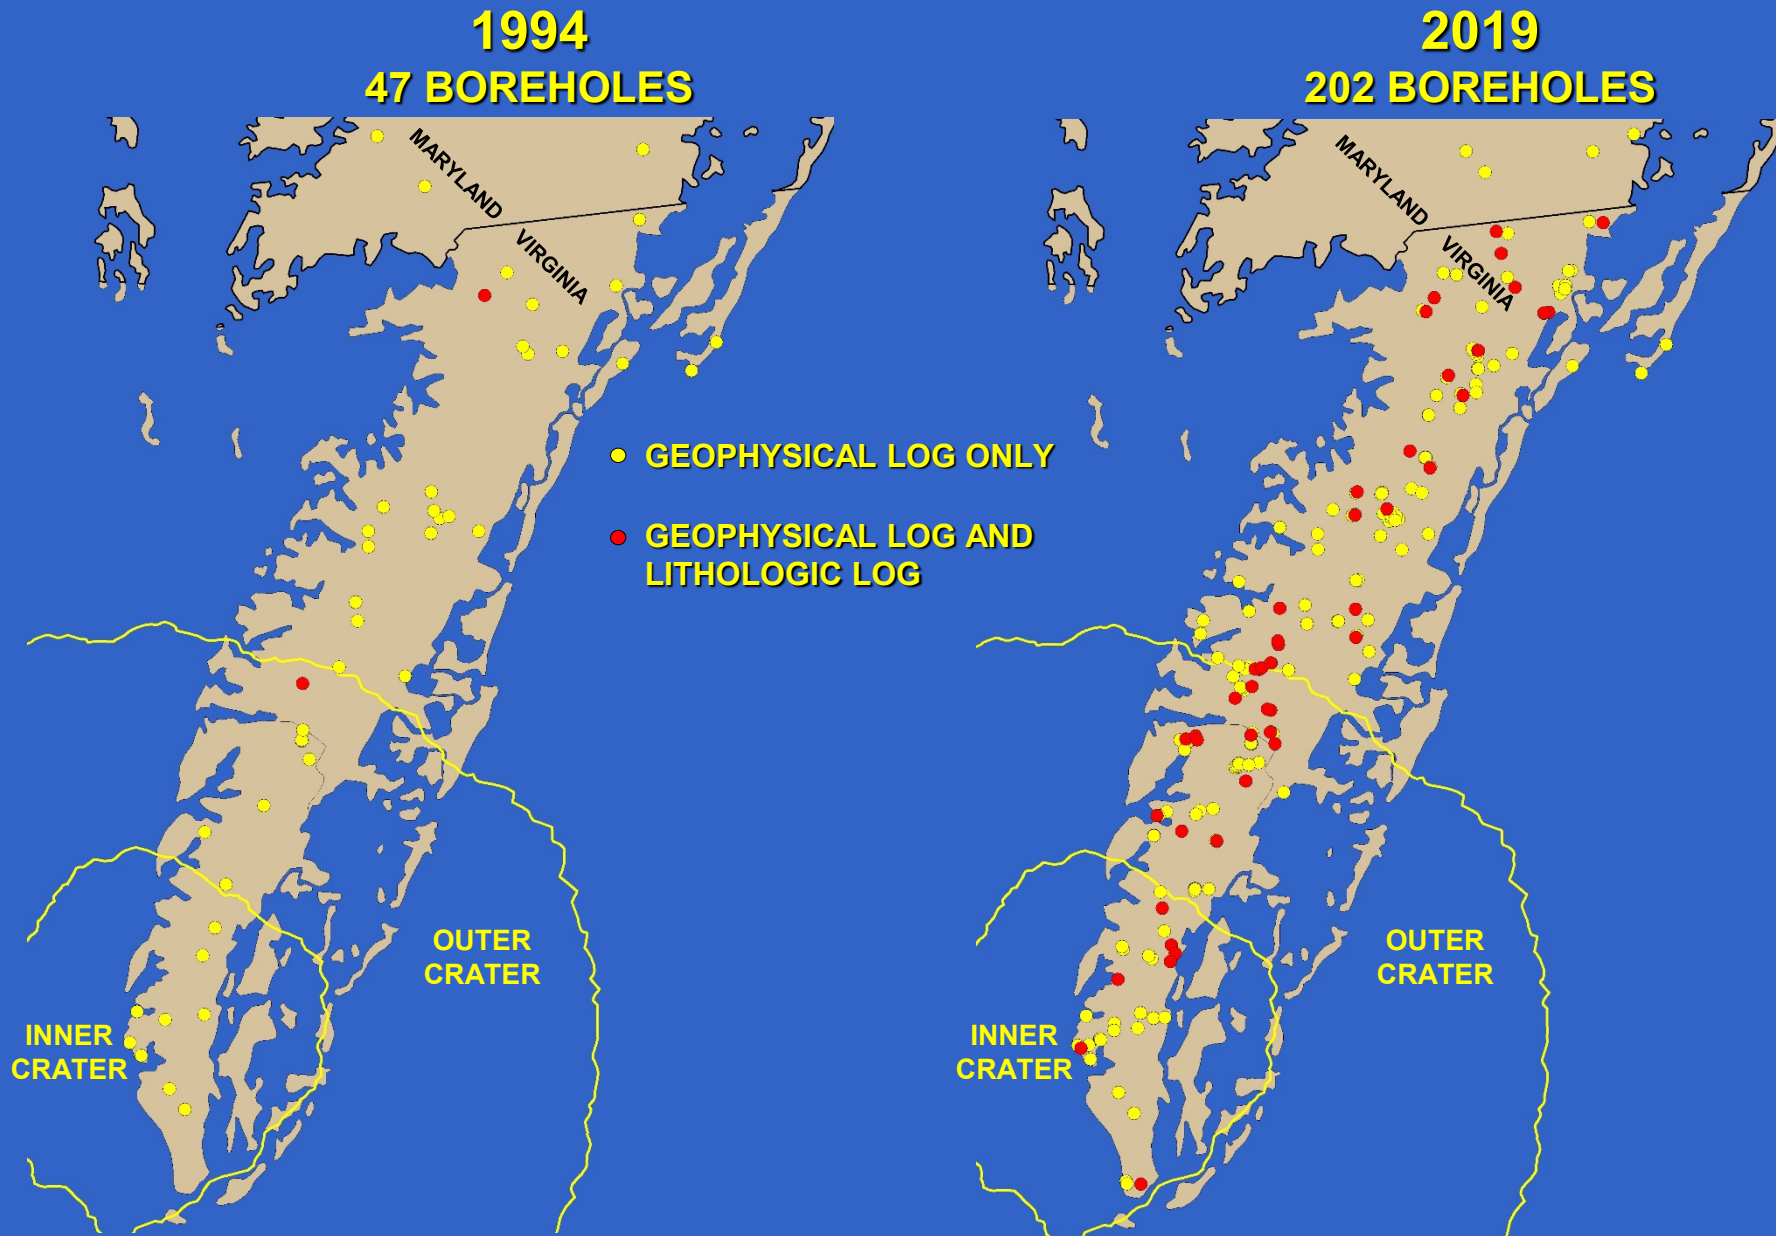 1994
47 BOREHOLES
2019
202 BOREHOLES
MARYLAND
VIRGINIA
MARYLAND
VIRGINIA
GEOPHYSICAL LOG ONLY
GEOPHYSICAL LOG AND
LITHOLOGIC LOG
OUTER
CRATER
INNER
CRATER
OUTER
CRATER
INNER
CRATER